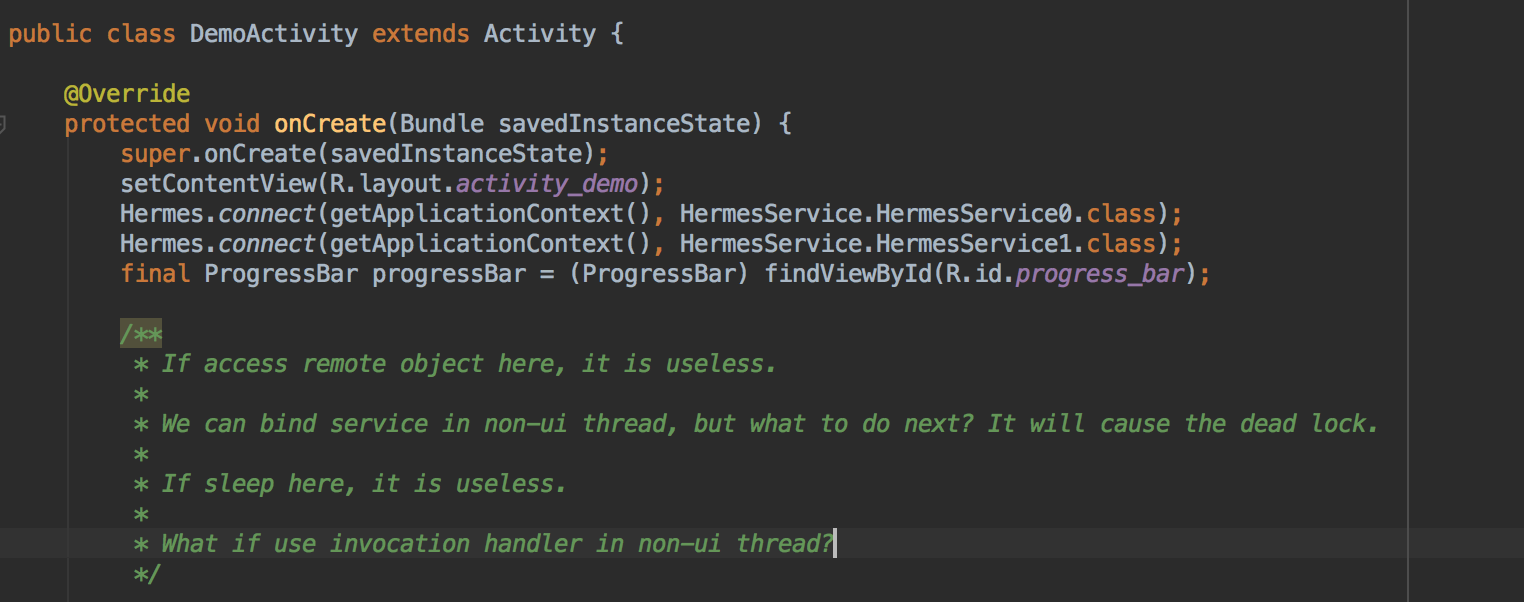 public class DemoActivity extends Activity {
@Override
protected void onCreate(Bundle savedInstanceState) {
super.onCreate(savedInstanceState);
setContentView(R.layout.activity_demo);
Hermes.connect(getApplicationContext(), HermesService.HermesService0.class);
Hermes.connect(getApplicationContext(), HermesService.HermesService1.class);
final ProgressBar progressBar = (ProgressBar) findViewById(R.id.progress_bar);
/**
* If access remote object here, it is useless.
*
* We can bind service in non-ui thread, but what to do next? It will cause the dead lock.
*
* If sleep here, it is useless.
*
* What if use invocation handler in non-ui thread?
*/